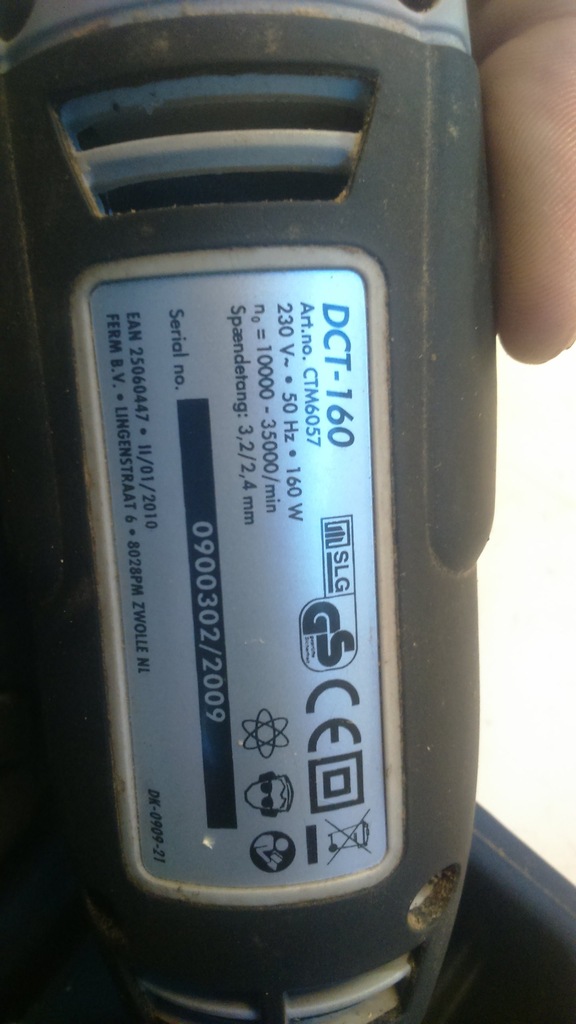 DCT-160
Art.no. CTM6057
230 V~ • 50 Hz • 160 W
n0 = 10000 - 35000/min
Spændetang: 3,2/2,4 mm
Serial no. 0900302/2009
EAN 25060447 • 11/01/2010
FERM B.V. • LINGENSTRAAT 6 • 8028PM ZWOLLE NL
SLG
GS
CE
DK-0909-21